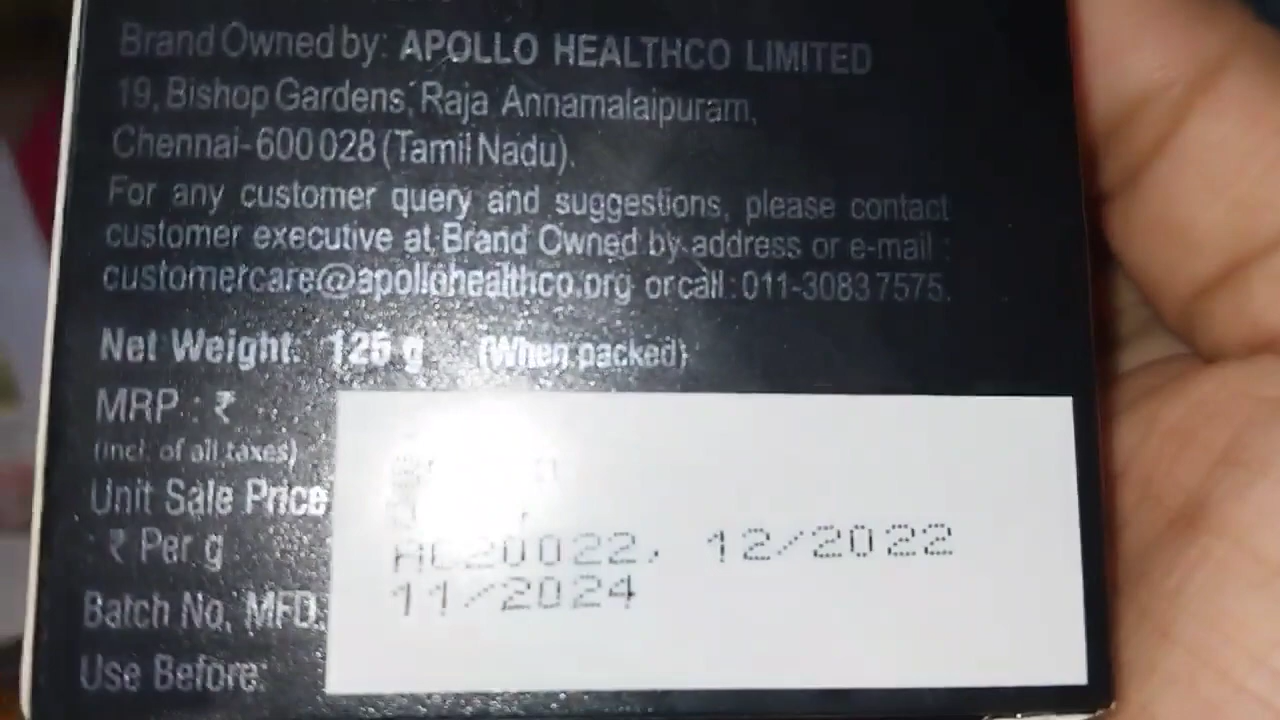 Brand Owned by: APOLLO HEALTHCO LIMITED
19, Bishop Gardens, Raja Annamalaipuram,
Chennai-600 028 (Tamil Nadu).
For any customer query and suggestions, please contact
customer executive at Brand Owned by address or e-mail :
customercare@apollohealthco.org or call : 011-3083 7575.
Net Weight: 125 g (When packed)
MRP : ₹
(incl. of all taxes)
Unit Sale Price
: ₹ Per g
Batch No, MFD.:
12/2022
11/2024
Use Before: